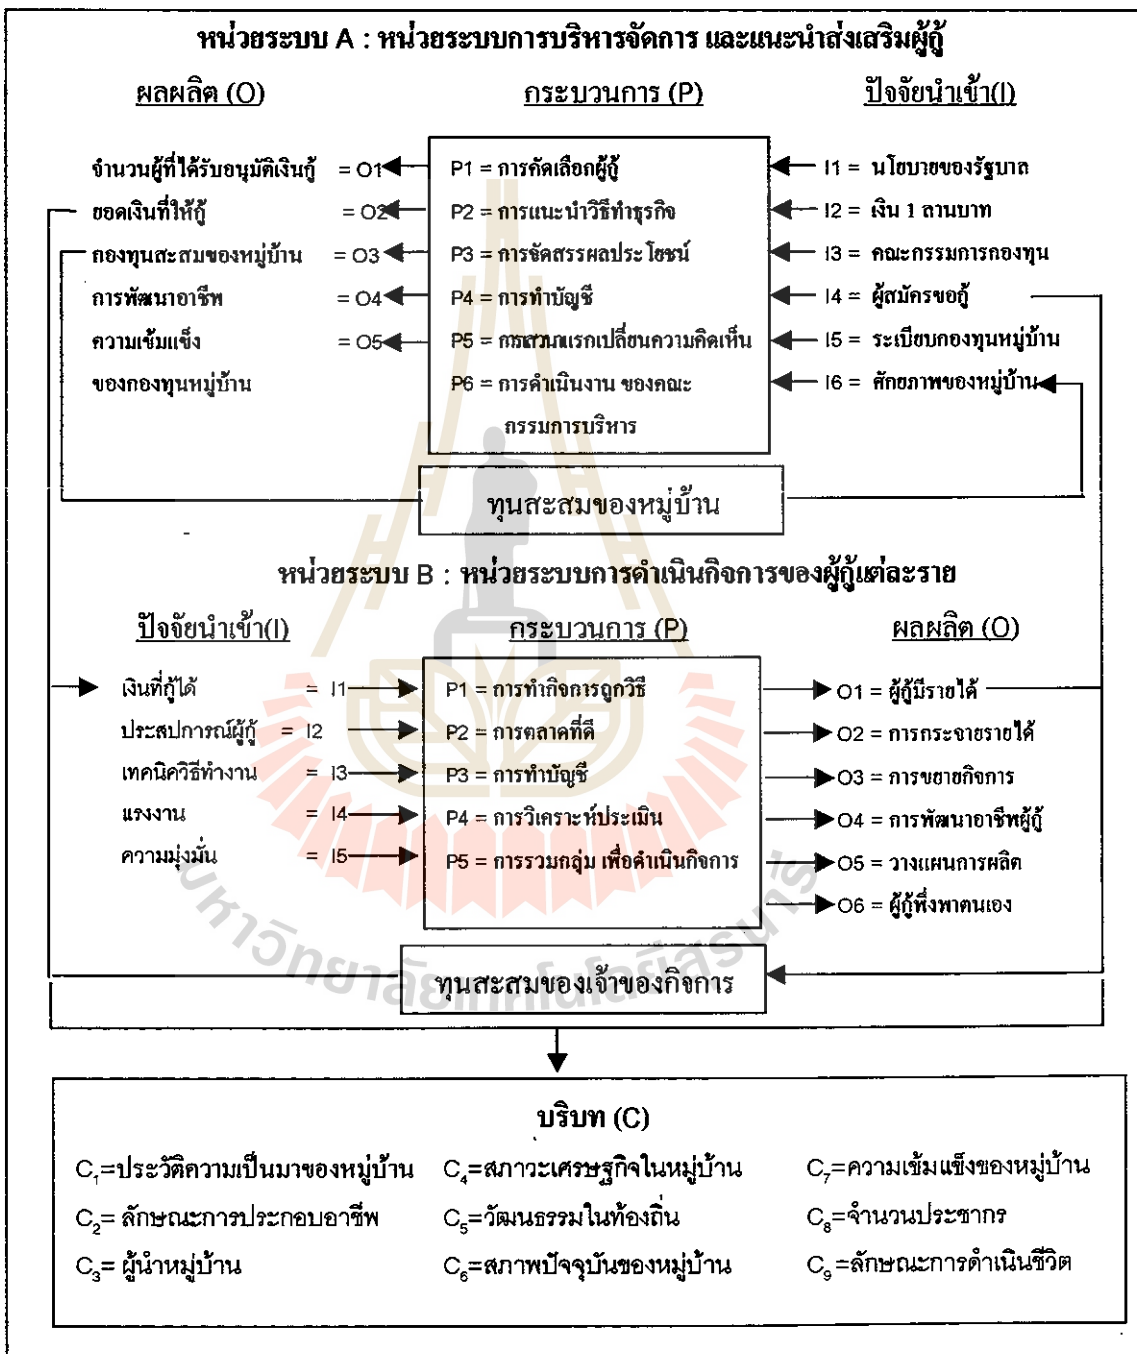 หน่วยระบบ A : หน่วยระบบการบริหารจัดการ และแนะนำส่งเสริมผู้กู้
ผลผลิต (O) กระบวนการ (P) ปัจจัยนำเข้า(I)
จำนวนผู้ที่ได้รับอนุมัติเงินกู้ = O1 P1 = การคัดเลือกผู้กู้ I1 = นโยบายของรัฐบาล
ยอดเงินที่ให้กู้ = O2 P2 = การแนะนำวิธีทำธุรกิจ I2 = เงิน 1 ลานบาท
กองทุนสะสมของหมู่บ้าน = O3 P3 = การจัดสรรผลประโยชน์ I3 = คณะกรรมการกองทุน
การพัฒนาอาชีพ = O4 P4 = การทำบัญชี I4 = ผู้สมัครขอกู้
ความเข้มแข็ง = O5 P5 = การเสวนาแรกเปลี่ยนความคิดเห็น I5 = ระเบียบกองทุนหมู่บ้าน
ของกองทุนหมู่บ้าน P6 = การดำเนินงาน ของคณะ I6 = ศักยภาพของหมู่บ้าน
กรรมการบริหาร
ทุนสะสมของหมู่บ้าน
หน่วยระบบ B : หน่วยระบบการดำเนินกิจการของผู้กู้แต่ละราย
ปัจจัยนำเข้า(I) กระบวนการ (P) ผลผลิต (O)
เงินที่กู้ได้ = I1 P1 = การทำกิจการถูกวิธี O1 = ผู้กู้มีรายได้
ประสปการณ์ผู้กู้ = I2 P2 = การตลาดที่ดี O2 = การกระจายรายได้
เทคนิควิธีทำงาน = I3 P3 = การทำบัญชี O3 = การขยายกิจการ
แรงงาน = I4 P4 = การวิเคราะห์ประเมิน O4 = การพัฒนาอาชีพผู้กู้
ความมุ่งมั่น = I5 P5 = การรวมกลุ่ม เพื่อดำเนินกิจการ O5 = วางแผนการผลิต
O6 = ผู้กู้พึ่งพาตนเอง
มหาวิทยาลัยเทคโนโลยีสุรนารี
ทุนสะสมของเจ้าของกิจการ
บริบท (C)
C₁=ประวัติความเป็นมาของหมู่บ้าน C₄=สภาวะเศรษฐกิจในหมู่บ้าน C₇=ความเข้มแข็งของหมู่บ้าน
C₂= ลักษณะการประกอบอาชีพ C₅=วัฒนธรรมในท้องถิ่น C₈=จำนวนประชากร
C₃= ผู้นำหมู่บ้าน C₆=สภาพปัจจุบันของหมู่บ้าน C₉=ลักษณะการดำเนินชีวิต